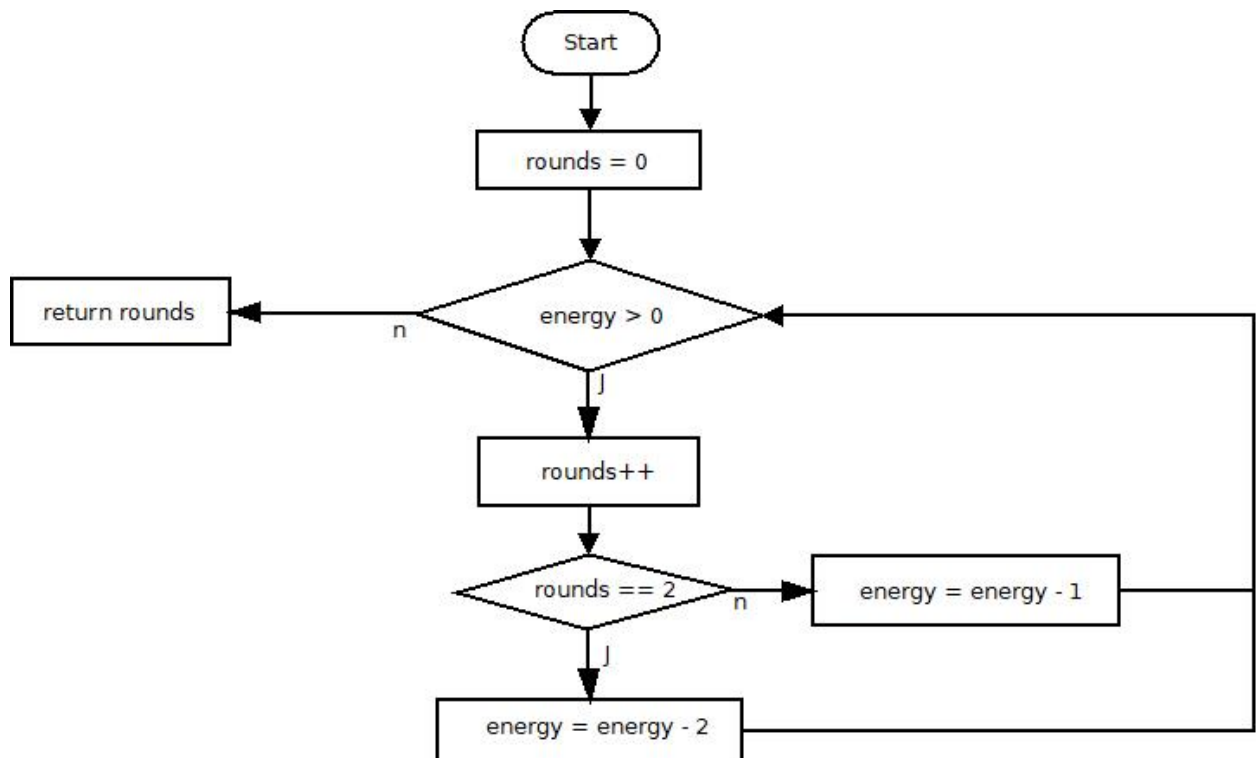 Start
rounds = 0
energy > 0
return rounds
n
J
rounds++
rounds == 2
n
energy = energy - 1
J
energy = energy - 2